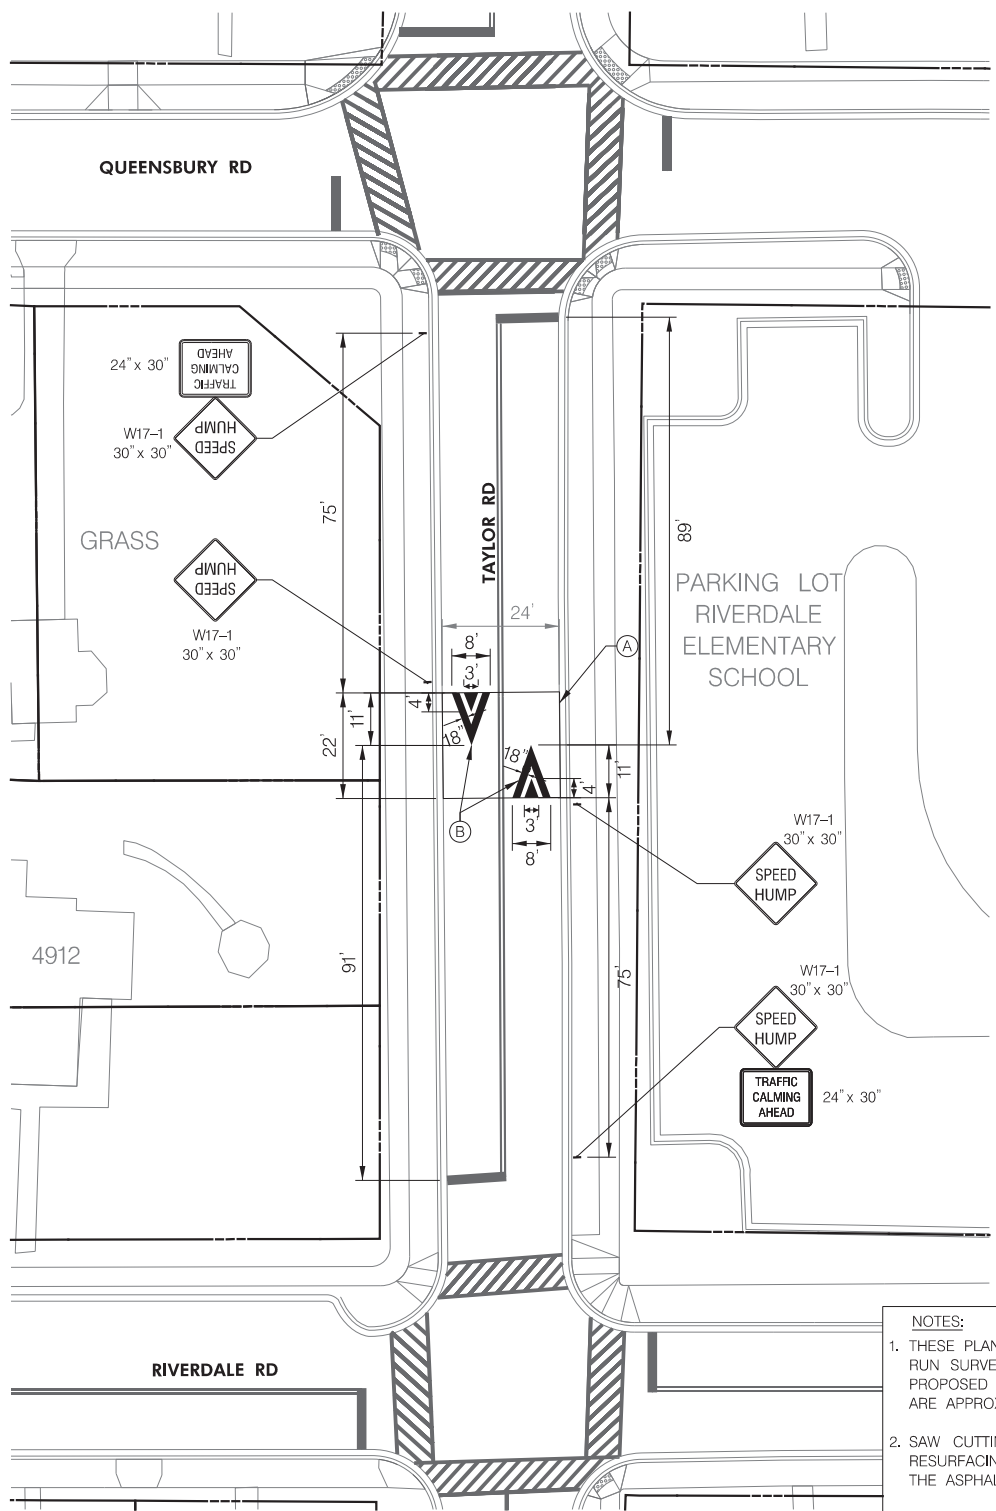 QUEENSBURY RD
TRAFFIC
CALMING
AHEAD
24" x 30"
SPEED
HUMP
W17-1
30" x 30"
75'
TAYLOR RD
89'
GRASS
SPEED
HUMP
W17-1
30" x 30"
PARKING LOT
RIVERDALE
ELEMENTARY
SCHOOL
24'
A
8'
3'
4'
11'
22'
18"
18"
11'
4'
B
3'
8'
W17-1
30" x 30"
SPEED
HUMP
4912
91'
75'
W17-1
30" x 30"
SPEED
HUMP
TRAFFIC
CALMING
AHEAD
24" x 30"
RIVERDALE RD
NOTES:
1. THESE PLAN
RUN SURVE
PROPOSED
ARE APPROX
2. SAW CUTTIN
RESURFACIN
THE ASPHAL